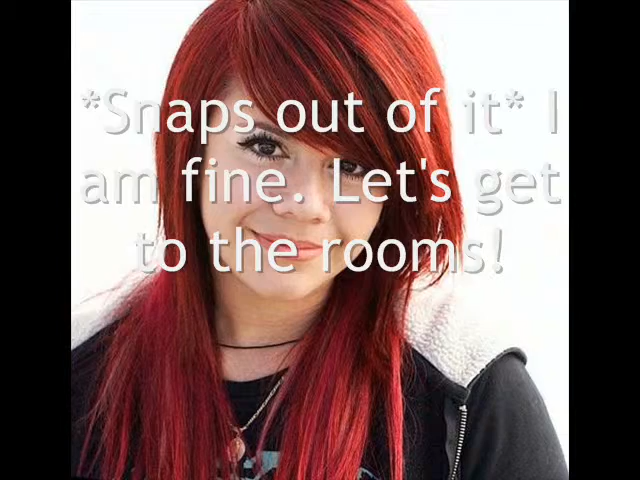 *Snaps out of it* I
am fine. Let's get
to the rooms!